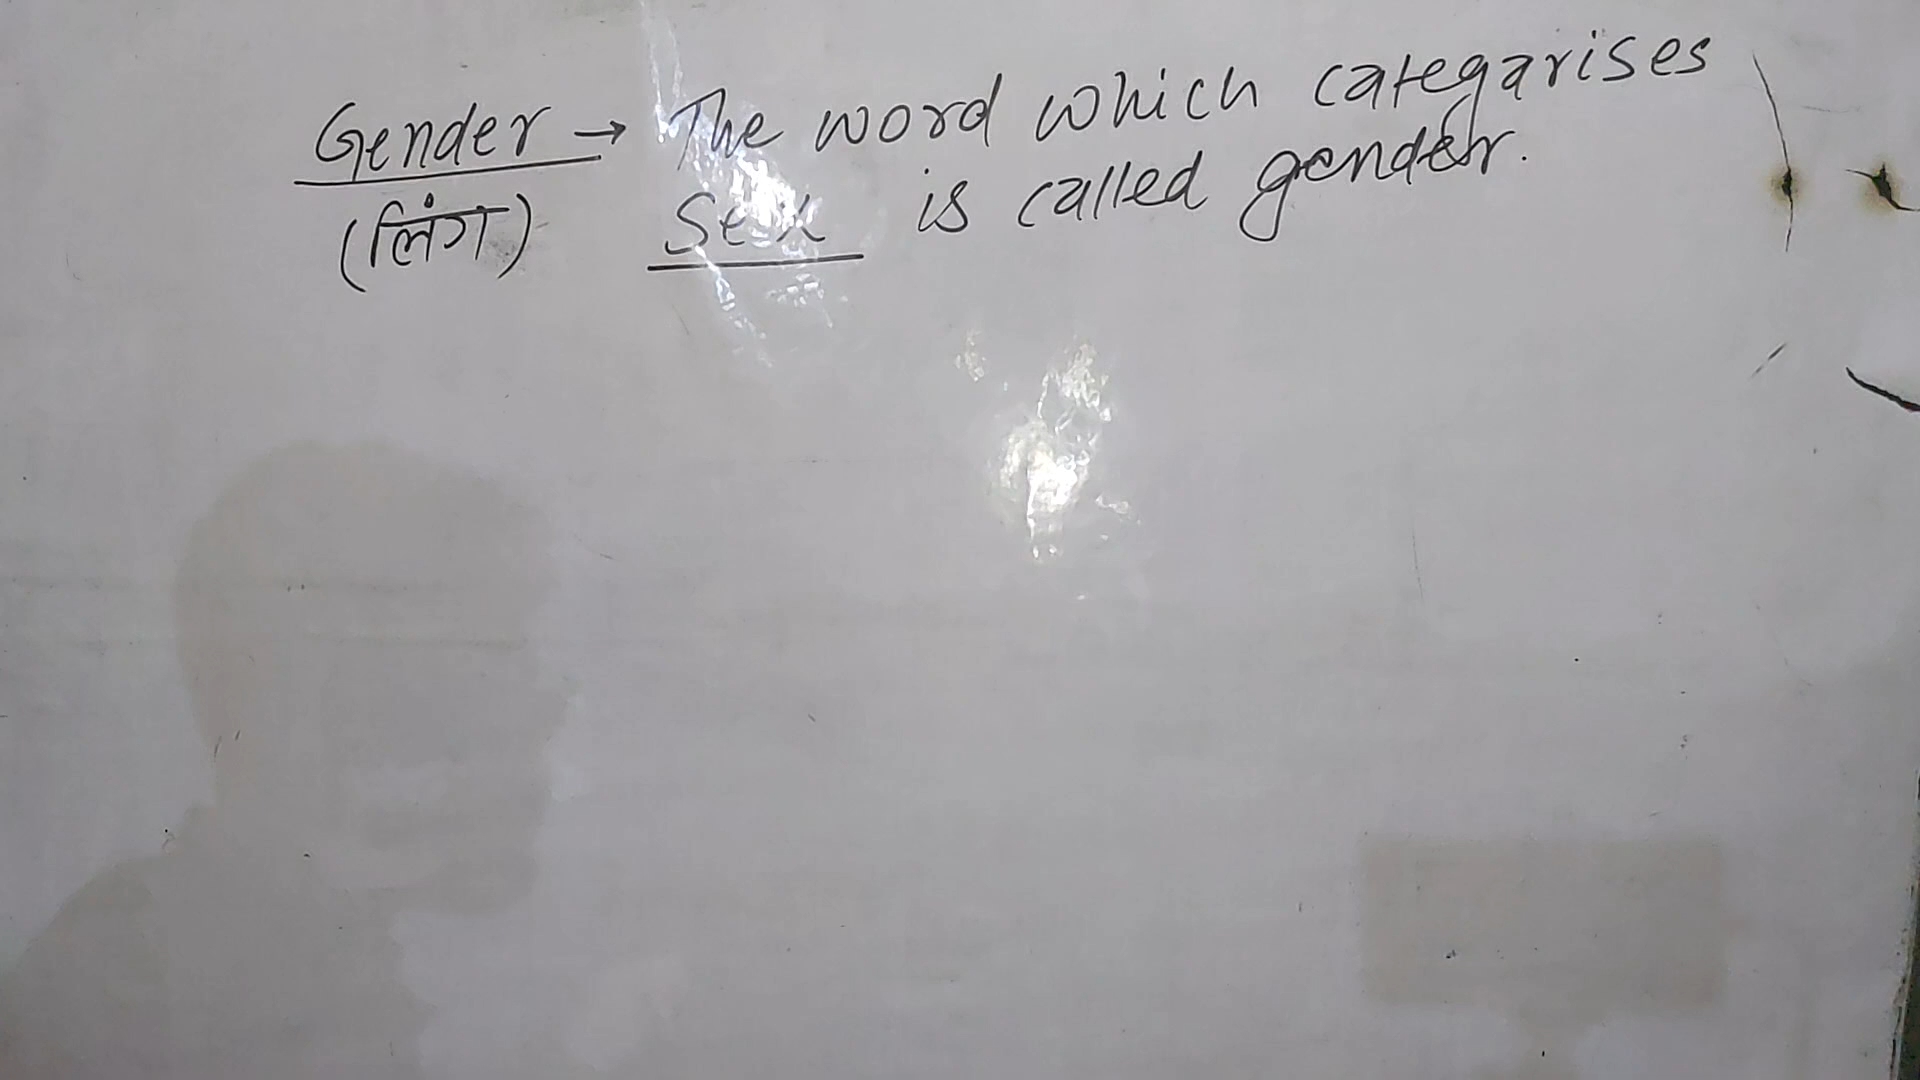 Gender → The word which categarises
(लिंग) Sex is called gender.